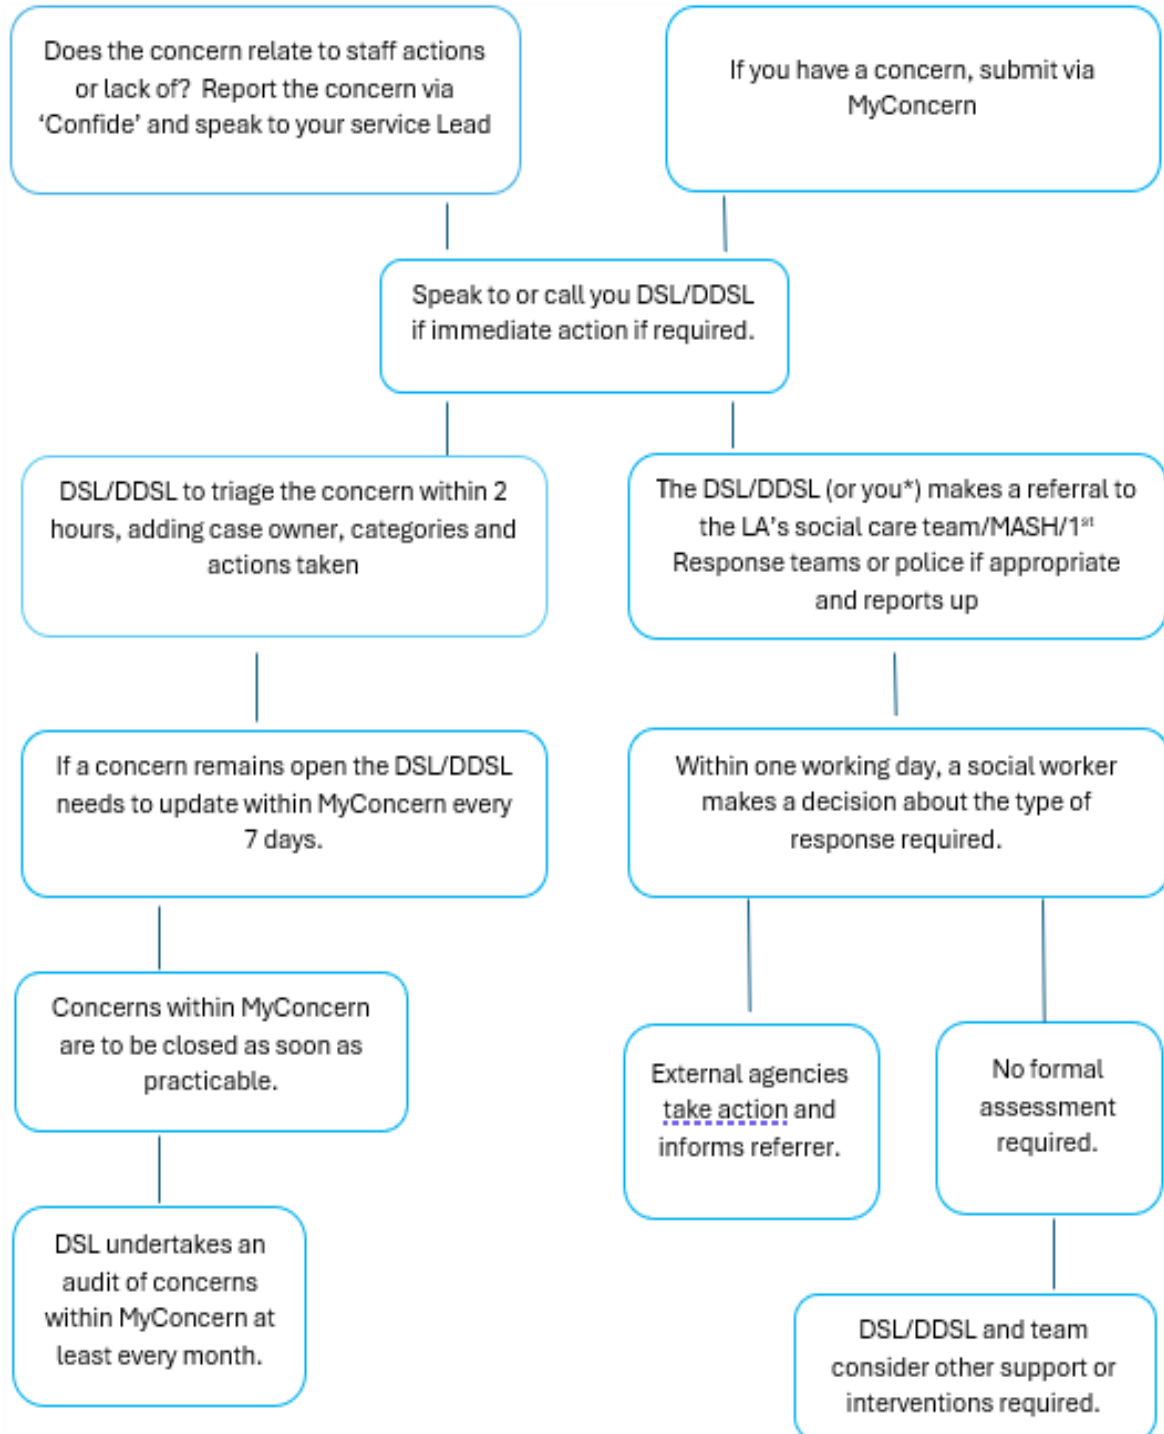 Does the concern relate to staff actions
or lack of? Report the concern via
‘Confide’ and speak to your service Lead
If you have a concern, submit via
MyConcern
Speak to or call you DSL/DDSL
if immediate action if required.
DSL/DDSL to triage the concern within 2
hours, adding case owner, categories and
actions taken
The DSL/DDSL (or you*) makes a referral to
the LA’s social care team/MASH/1st
Response teams or police if appropriate
and reports up
If a concern remains open the DSL/DDSL
needs to update within MyConcern every
7 days.
Within one working day, a social worker
makes a decision about the type of
response required.
Concerns within MyConcern
are to be closed as soon as
practicable.
External agencies
take action and
informs referrer.
No formal
assessment
required.
DSL undertakes an
audit of concerns
within MyConcern at
least every month.
DSL/DDSL and team
consider other support or
interventions required.